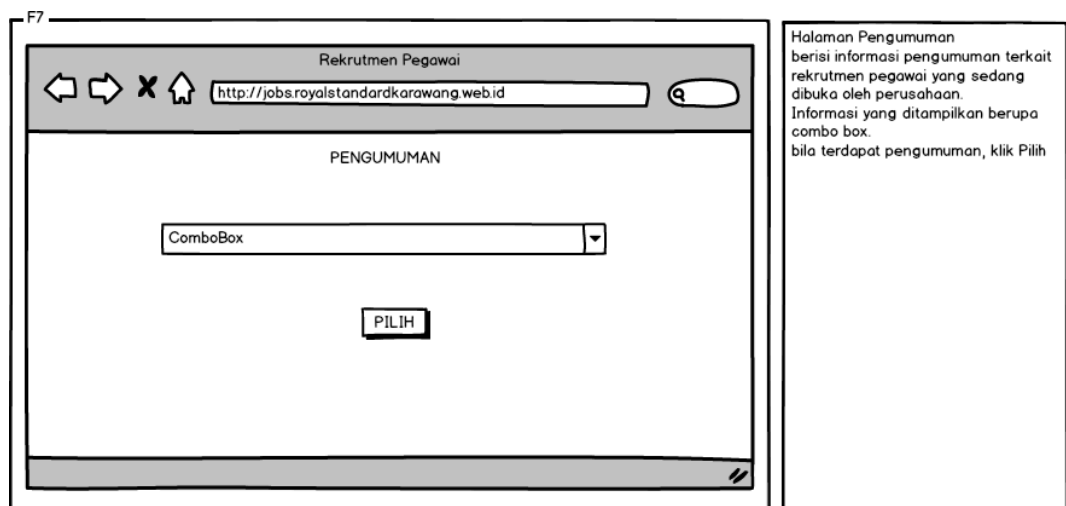 F7
Rekrutmen Pegawai
http://jobs.royalstandardkarawang.web.id
PENGUMUMAN
ComboBox
PILIH
Halaman Pengumuman
berisi informasi pengumuman terkait
rekrutmen pegawai yang sedang
dibuka oleh perusahaan.
Informasi yang ditampilkan berupa
combo box.
bila terdapat pengumuman, klik Pilih